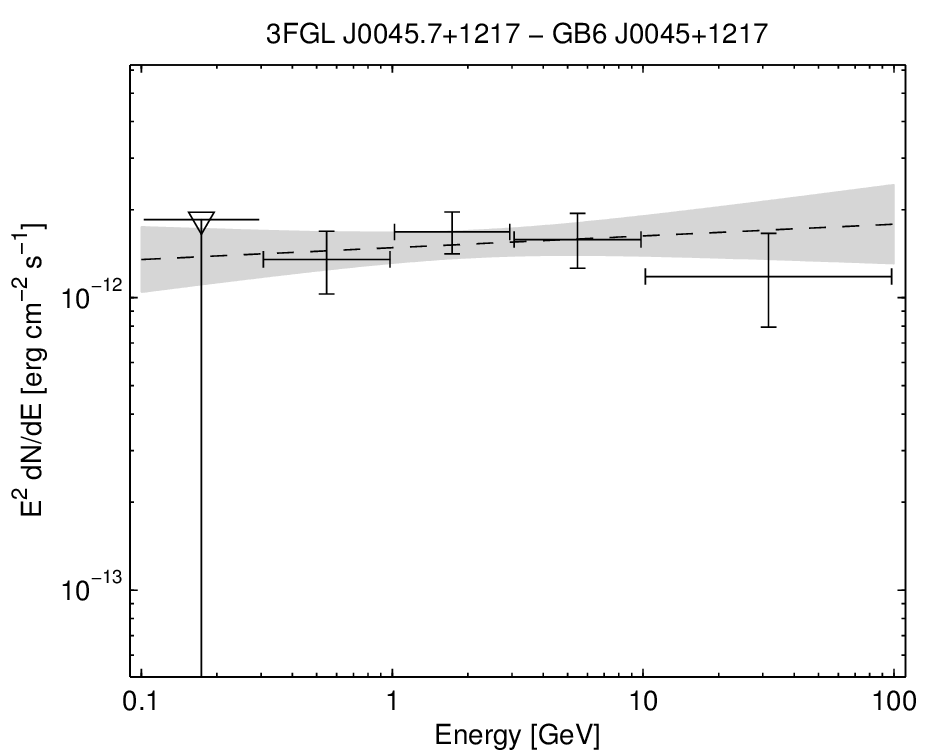 3FGL J0045.7+1217 − GB6 J0045+1217
E² dN/dE [erg cm⁻² s⁻¹]
10⁻¹²
10⁻¹³
0.1 1 10 100
Energy [GeV]